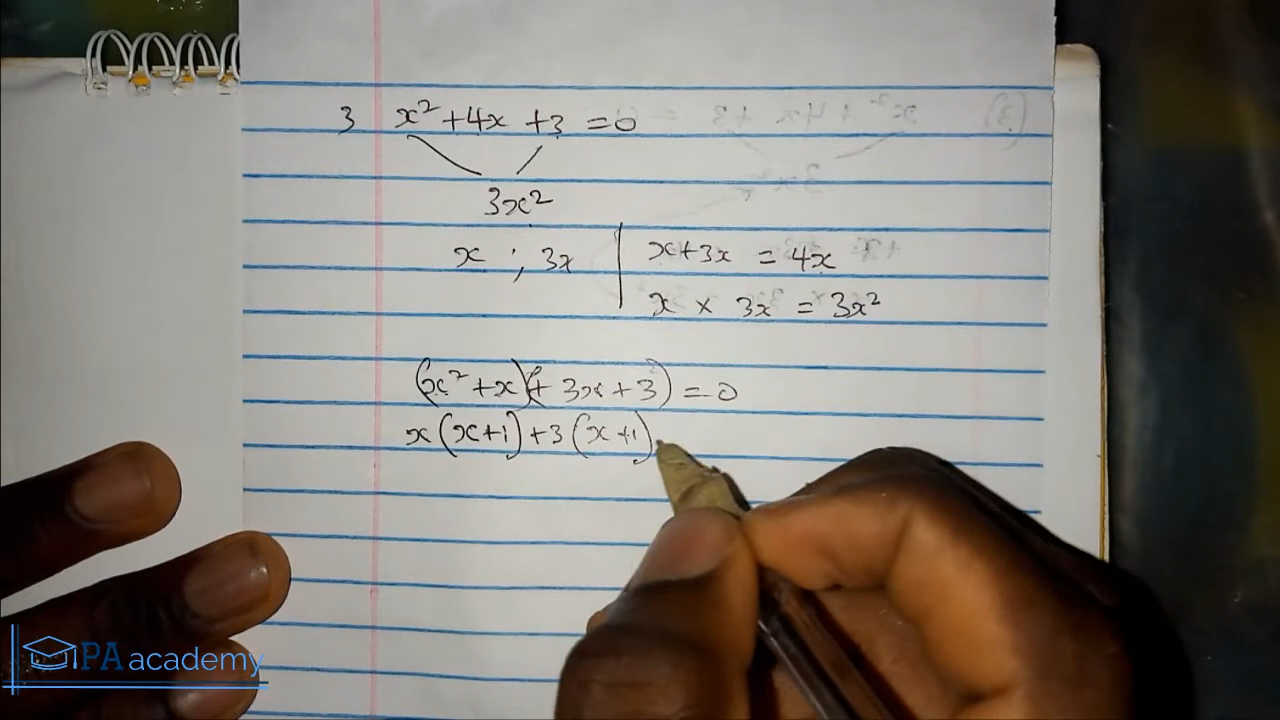 3 x² + 4x + 3 = 0
3x²
x ; 3x | x + 3x = 4x
x × 3x = 3x²
(x² + x)(+ 3x + 3) = 0
x(x+1) + 3(x+1)
PA academy